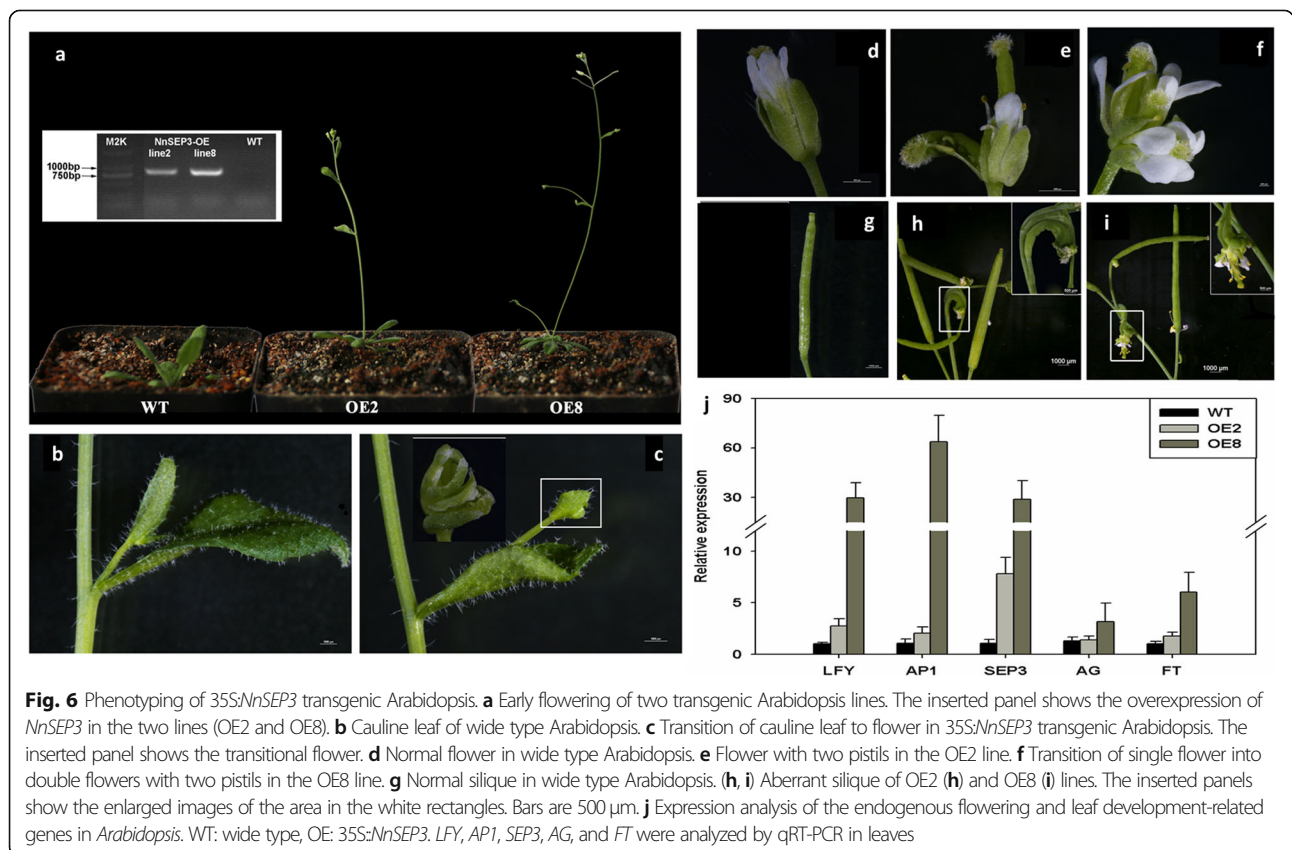 a
M2K NnSEP3-OE WT
line2 line8
1000bp
750bp
WT OE2 OE8
b
c
d
e
f
g
h
i
1000 µm
1000 µm
j
WT
OE2
OE8
Relative expression
90
60
30
10
5
0
LFY AP1 SEP3 AG FT
Fig. 6 Phenotyping of 35S:NnSEP3 transgenic Arabidopsis. a Early flowering of two transgenic Arabidopsis lines. The inserted panel shows the overexpression of
NnSEP3 in the two lines (OE2 and OE8). b Cauline leaf of wide type Arabidopsis. c Transition of cauline leaf to flower in 35S:NnSEP3 transgenic Arabidopsis. The
inserted panel shows the transitional flower. d Normal flower in wide type Arabidopsis. e Flower with two pistils in the OE2 line. f Transition of single flower into
double flowers with two pistils in the OE8 line. g Normal silique in wide type Arabidopsis. (h, i) Aberrant silique of OE2 (h) and OE8 (i) lines. The inserted panels
show the enlarged images of the area in the white rectangles. Bars are 500 µm. j Expression analysis of the endogenous flowering and leaf development-related
genes in Arabidopsis. WT: wide type, OE: 35S::NnSEP3. LFY, AP1, SEP3, AG, and FT were analyzed by qRT-PCR in leaves